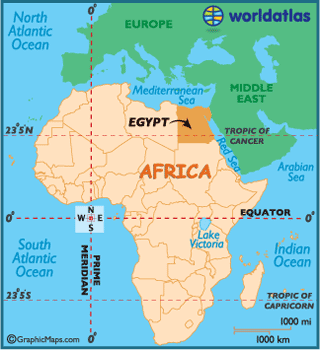 0°
North
Atlantic
Ocean
EUROPE
worldatlas
Mediterranean
Sea
MIDDLE
EAST
EGYPT
23°5'N
TROPIC OF
CANCER
Red Sea
AFRICA
Arabian
Sea
N
W E
S
0°
EQUATOR
0°
Lake
Victoria
South
Atlantic
Ocean
PRIME
MERIDIAN
Indian
Ocean
23°5'S
TROPIC OF
CAPRICORN
1000 mi
1000 km
©GraphicMaps.com
0°